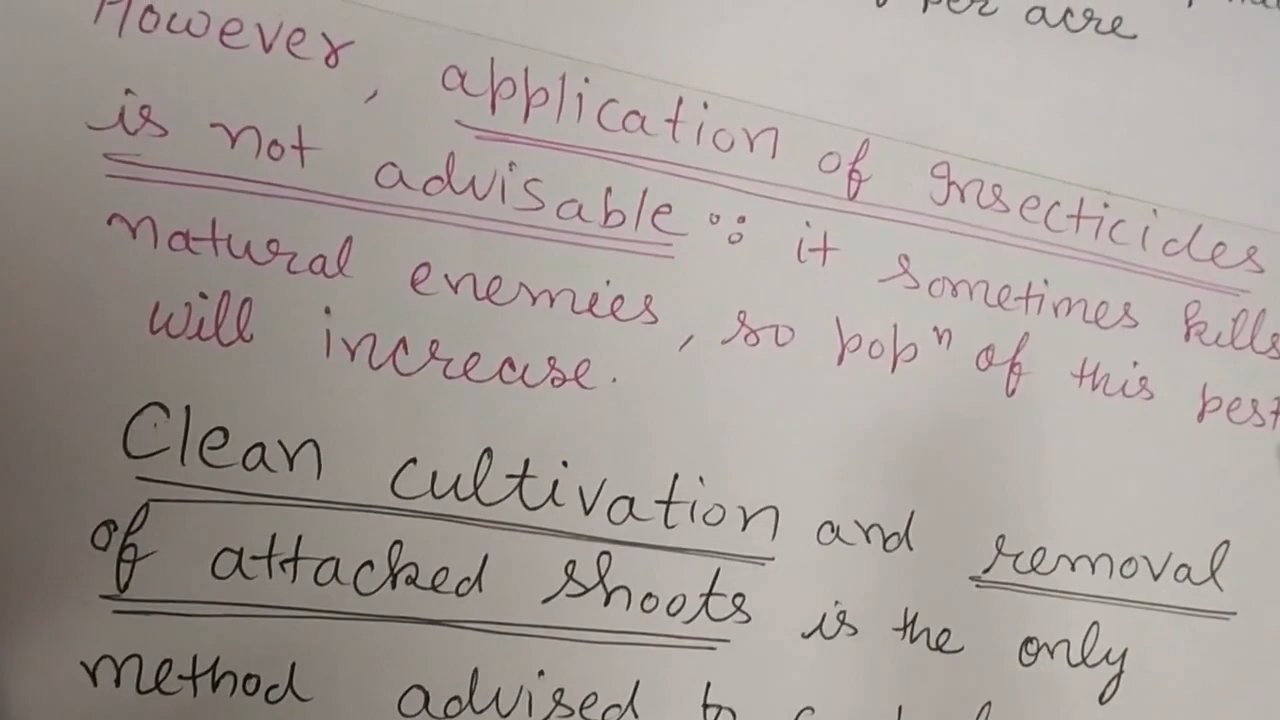 per acre
However, application of Insecticides
is not advisable ∵ it sometimes kills
natural enemies, so popⁿ of this pest
will increase.
Clean cultivation and removal
of attacked shoots is the only
method advised to